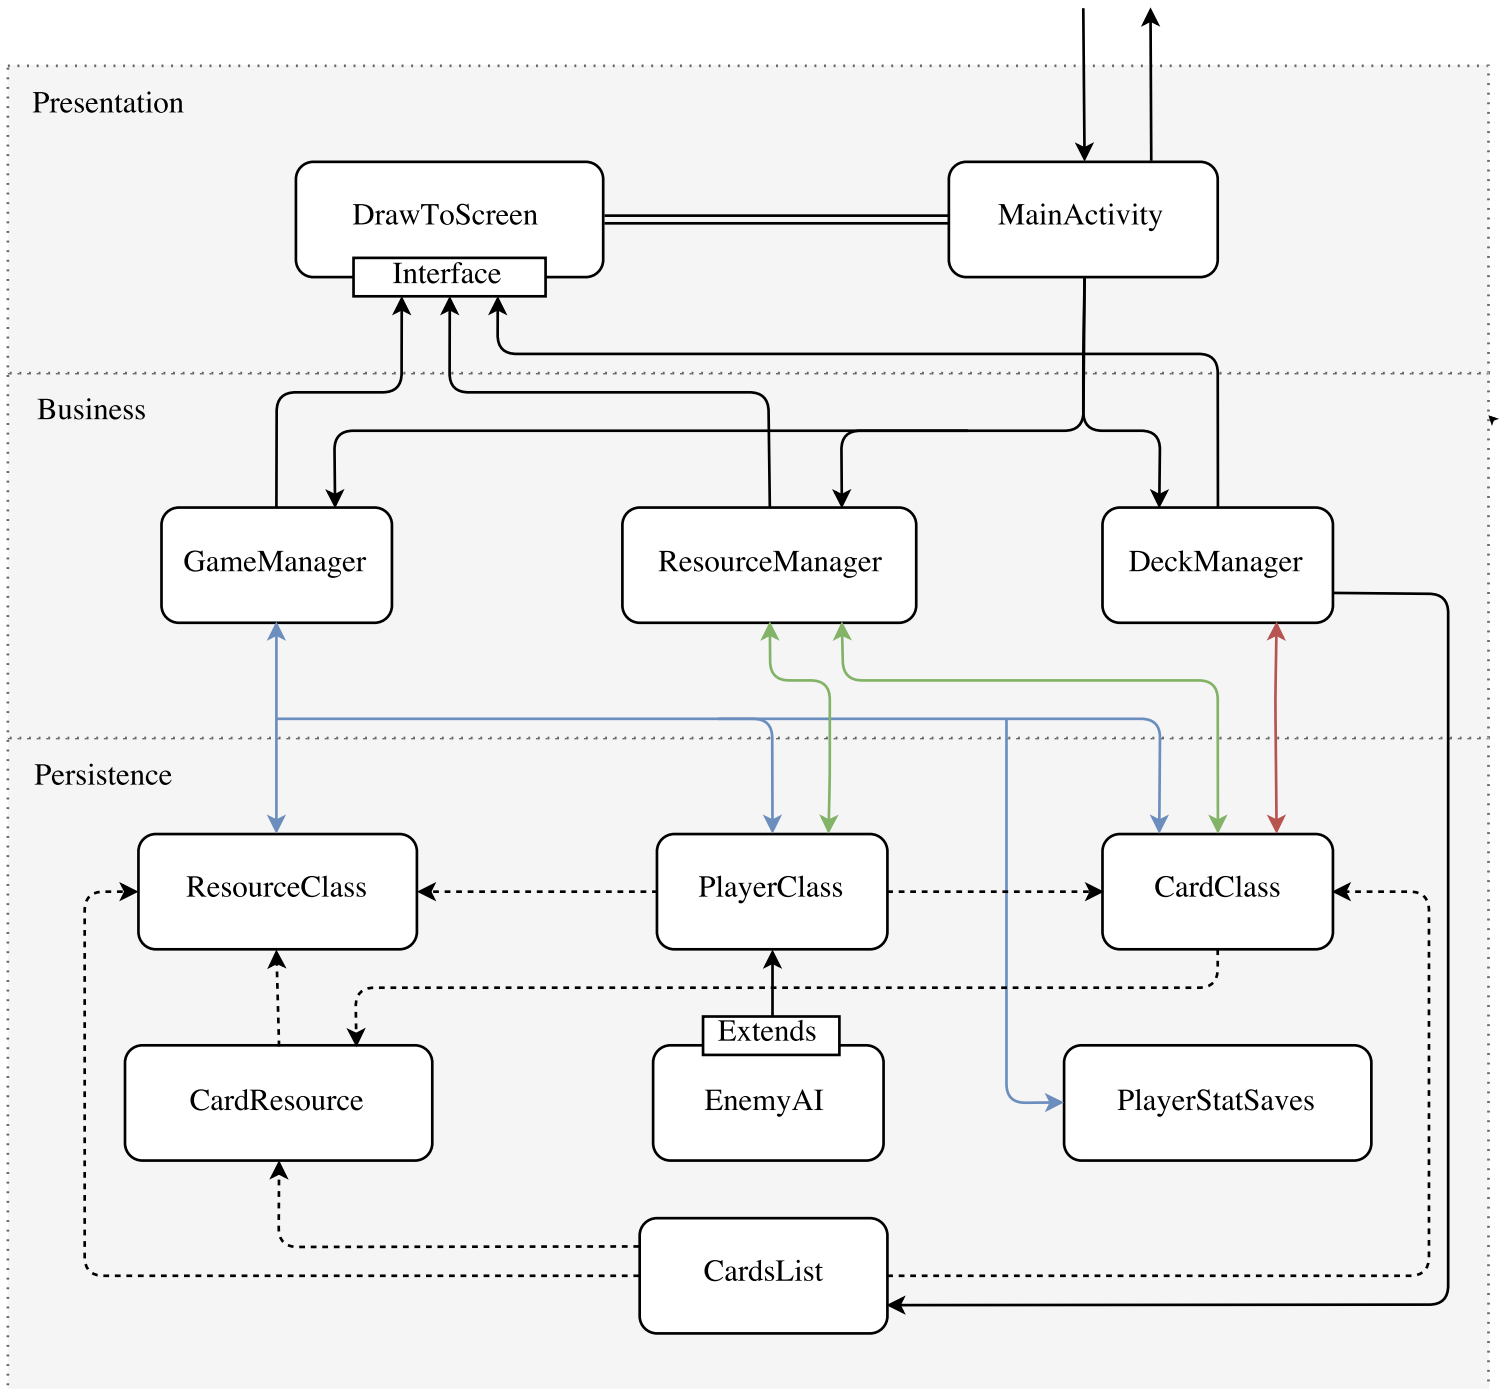 Presentation
DrawToScreen
MainActivity
Interface
Business
GameManager
ResourceManager
DeckManager
Persistence
ResourceClass
PlayerClass
CardClass
Extends
CardResource
EnemyAI
PlayerStatSaves
CardsList